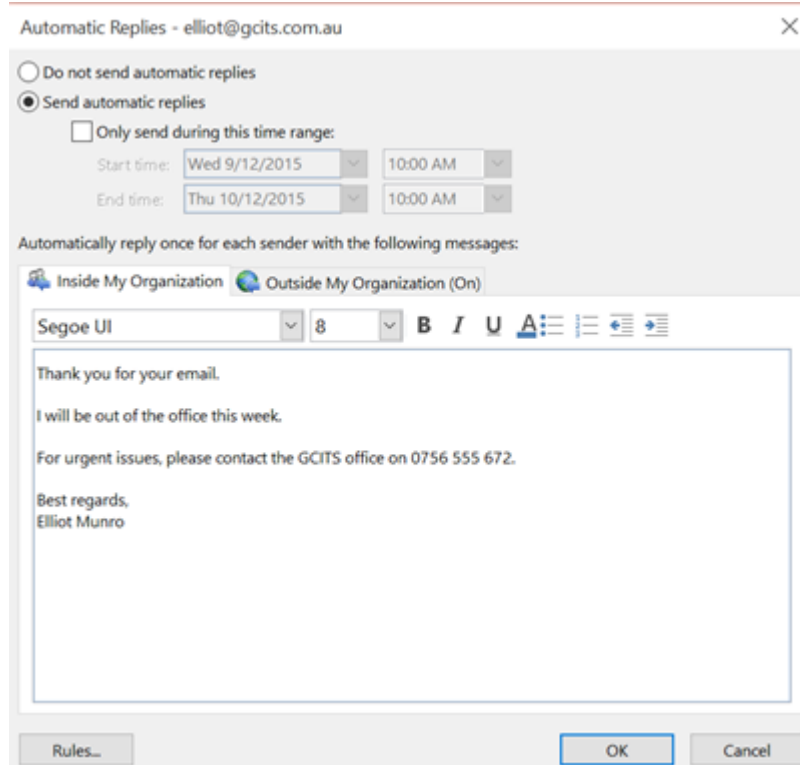 Automatic Replies - elliot@gcits.com.au
Do not send automatic replies
Send automatic replies
Only send during this time range:
Start time: Wed 9/12/2015 10:00 AM
End time: Thu 10/12/2015 10:00 AM
Automatically reply once for each sender with the following messages:
Inside My Organization Outside My Organization (On)
Segoe UI 8 B I U A
Thank you for your email.
I will be out of the office this week.
For urgent issues, please contact the GCITS office on 0756 555 672.
Best regards,
Elliot Munro
Rules... OK Cancel